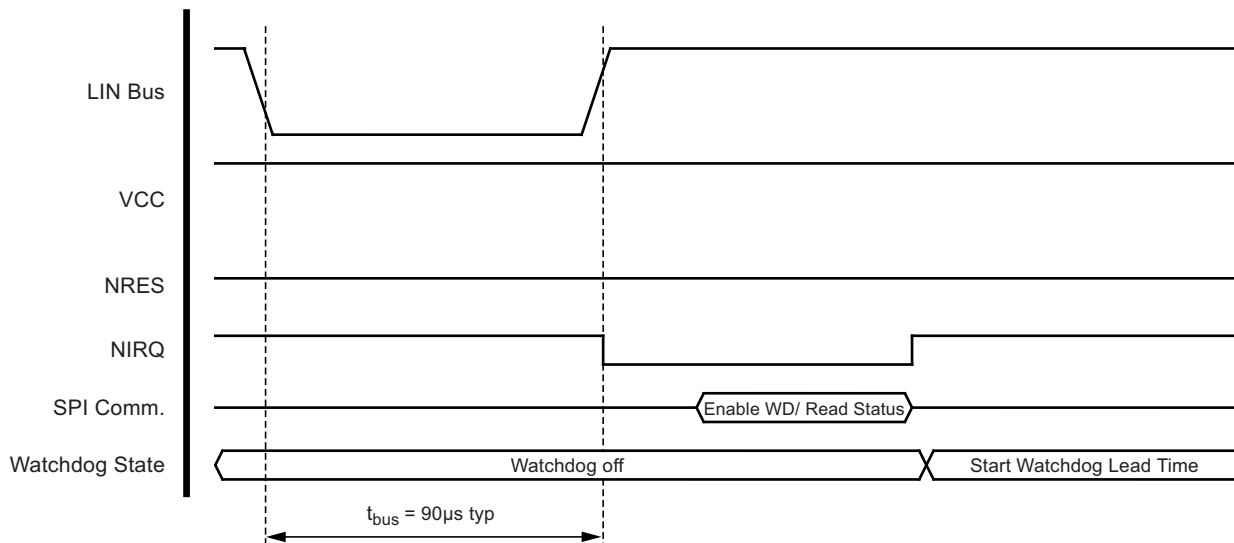 LIN Bus
VCC
NRES
NIRQ
SPI Comm.
Enable WD/ Read Status
Watchdog State
Watchdog off
Start Watchdog Lead Time
tbus = 90µs typ